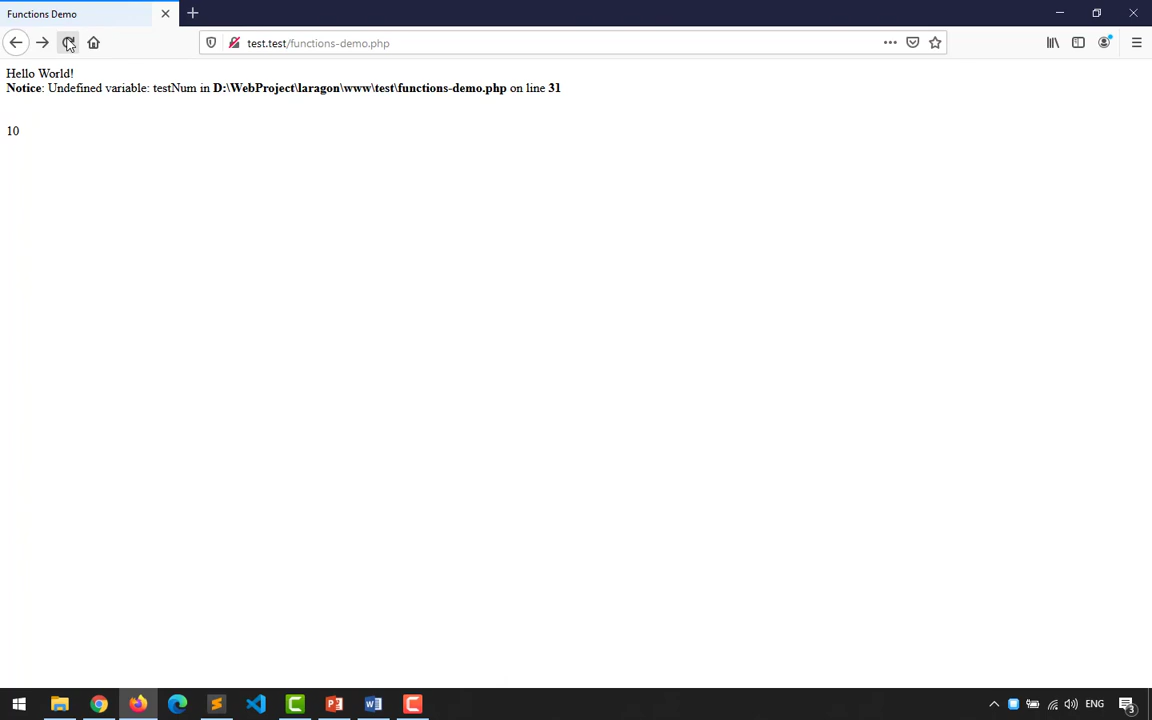 Functions Demo
test.test/functions-demo.php
Hello World!
Notice: Undefined variable: testNum in D:\WebProject\laragon\www\test\functions-demo.php on line 31
10
ENG
3